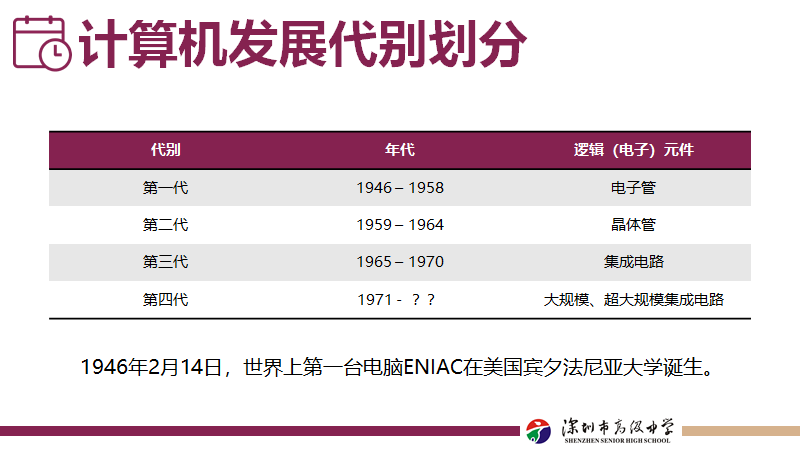 计算机发展代别划分
代别 年代 逻辑（电子）元件
第一代 1946 – 1958 电子管
第二代 1959 – 1964 晶体管
第三代 1965 – 1970 集成电路
第四代 1971 - ？？ 大规模、超大规模集成电路
1946年2月14日，世界上第一台电脑ENIAC在美国宾夕法尼亚大学诞生。
深圳市高级中学
SHENZHEN SENIOR HIGH SCHOOL